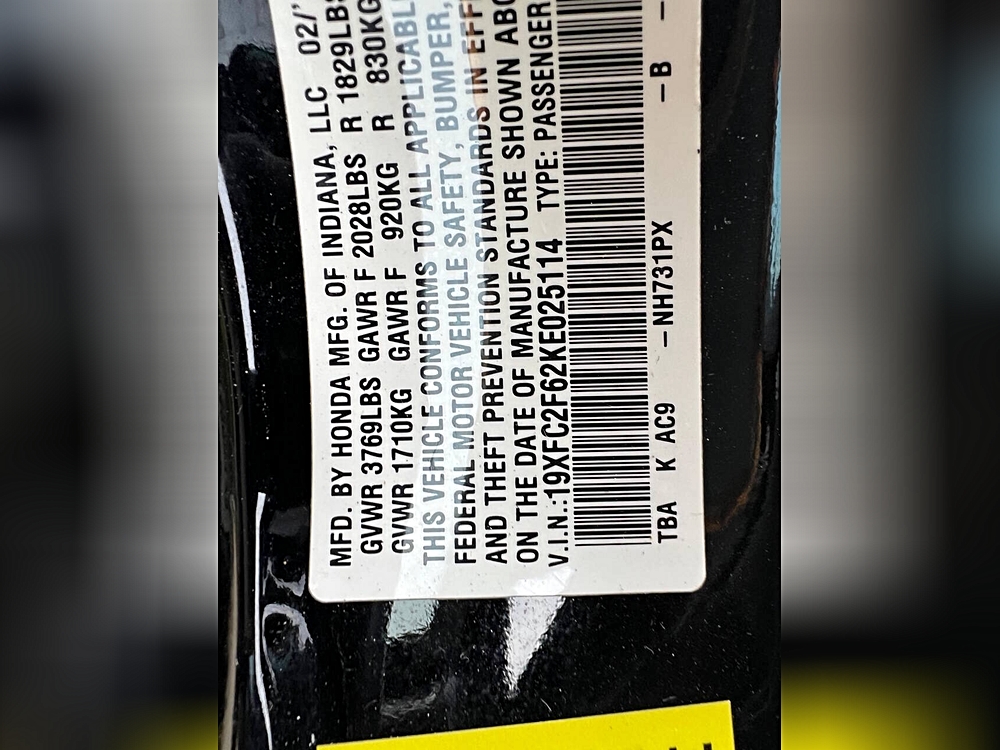 MFD. BY HONDA MFG. OF INDIANA, LLC 02/
GVWR 3769LBS GAWR F 2028LBS R 1829LBS
GVWR 1710KG GAWR F 920KG R 830KG
THIS VEHICLE CONFORMS TO ALL APPLICABLE
FEDERAL MOTOR VEHICLE SAFETY, BUMPER,
AND THEFT PREVENTION STANDARDS IN EFF
ON THE DATE OF MANUFACTURE SHOWN ABO
V.I.N.:19XFC2F62KE025114 TYPE: PASSENGER
TBA K AC9 –NH731PX –B –